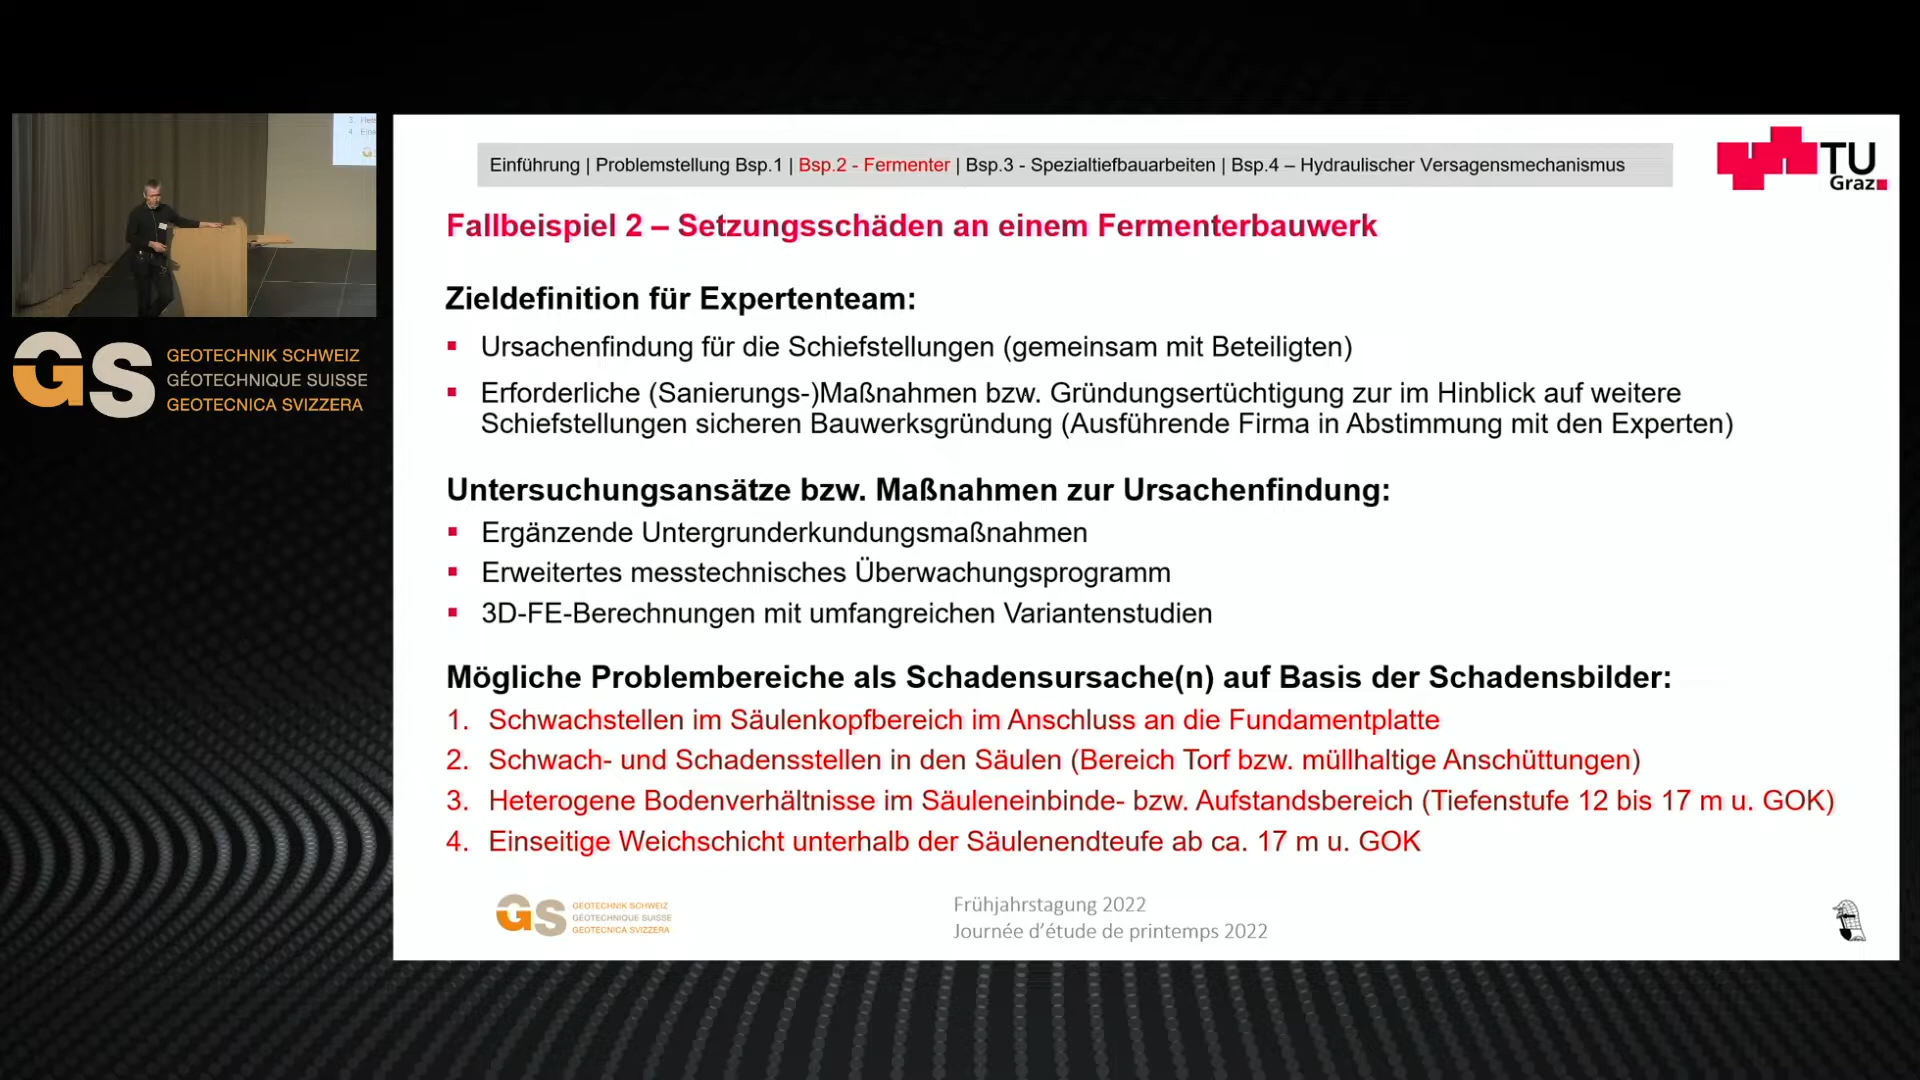 3. Hete
4. Eins
GS GEOTECHNIK SCHWEIZ
GÉOTECHNIQUE SUISSE
GEOTECNICA SVIZZERA
Einführung | Problemstellung Bsp.1 | Bsp.2 - Fermenter | Bsp.3 - Spezialtiefbauarbeiten | Bsp.4 – Hydraulischer Versagensmechanismus
TU
Graz
Fallbeispiel 2 – Setzungsschäden an einem Fermenterbauwerk
Zieldefinition für Expertenteam:
▪ Ursachenfindung für die Schiefstellungen (gemeinsam mit Beteiligten)
▪ Erforderliche (Sanierungs-)Maßnahmen bzw. Gründungsertüchtigung zur im Hinblick auf weitere
Schiefstellungen sicheren Bauwerksgründung (Ausführende Firma in Abstimmung mit den Experten)
Untersuchungsansätze bzw. Maßnahmen zur Ursachenfindung:
▪ Ergänzende Untergrunderkundungsmaßnahmen
▪ Erweitertes messtechnisches Überwachungsprogramm
▪ 3D-FE-Berechnungen mit umfangreichen Variantenstudien
Mögliche Problembereiche als Schadensursache(n) auf Basis der Schadensbilder:
1. Schwachstellen im Säulenkopfbereich im Anschluss an die Fundamentplatte
2. Schwach- und Schadensstellen in den Säulen (Bereich Torf bzw. müllhaltige Anschüttungen)
3. Heterogene Bodenverhältnisse im Säuleneinbinde- bzw. Aufstandsbereich (Tiefenstufe 12 bis 17 m u. GOK)
4. Einseitige Weichschicht unterhalb der Säulenendteufe ab ca. 17 m u. GOK
GS GEOTECHNIK SCHWEIZ
GÉOTECHNIQUE SUISSE
GEOTECNICA SVIZZERA
Frühjahrstagung 2022
Journée d'étude de printemps 2022